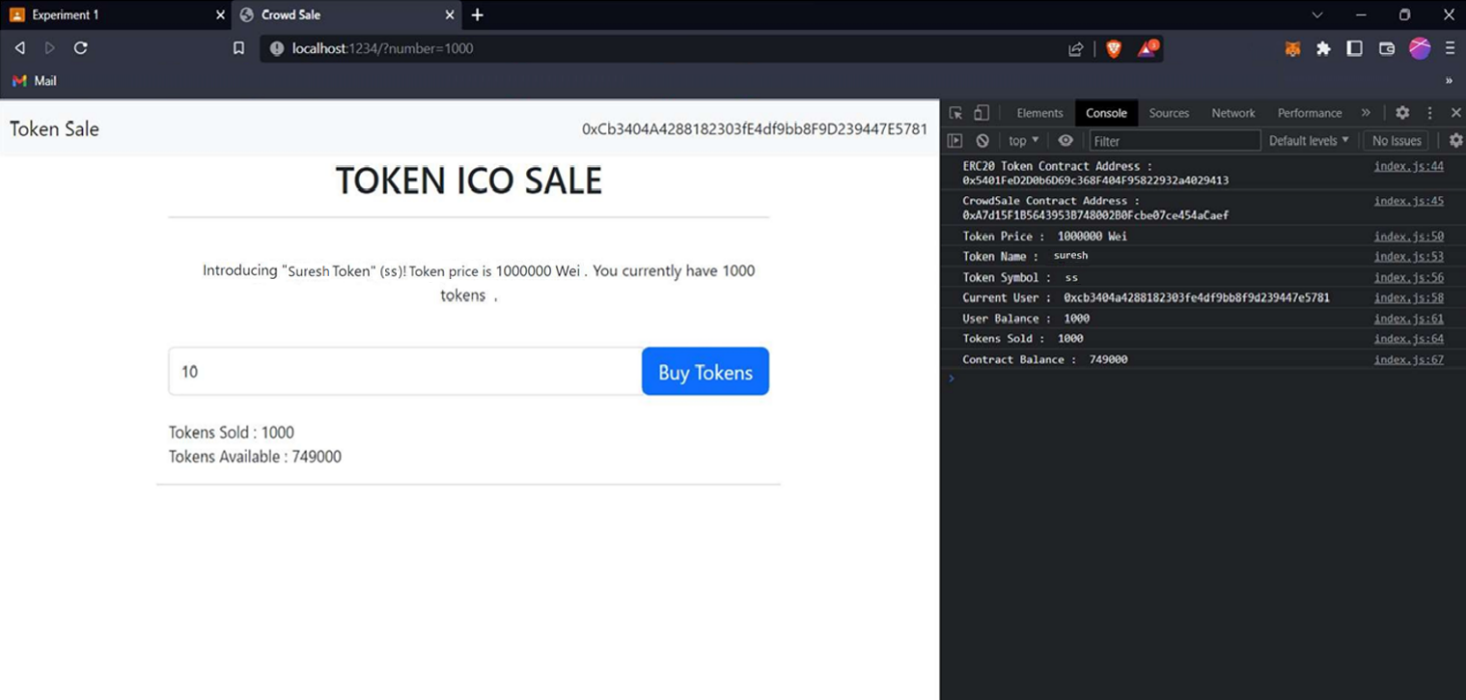 Experiment 1
Crowd Sale
localhost:1234/?number=1000
Mail
»
Token Sale
0xCb3404A4288182303fE4df9bb8F9D239447E5781
TOKEN ICO SALE
Introducing "Suresh Token" (ss)! Token price is 1000000 Wei . You currently have 1000
tokens .
10
Buy Tokens
Tokens Sold : 1000
Tokens Available : 749000
Elements Console Sources Network Performance »
top Filter Default levels No Issues
ERC20 Token Contract Address : index.js:44
0x5401FeD2D0b6D69c368F404F95822932a4029413
CrowdSale Contract Address : index.js:45
0xA7d15F1B5643953B748002B0Fcbe07ce454aCaef
Token Price : 1000000 Wei index.js:50
Token Name : suresh index.js:53
Token Symbol : ss index.js:56
Current User : 0xcb3404a4288182303fe4df9bb8f9d239447e5781 index.js:58
User Balance : 1000 index.js:61
Tokens Sold : 1000 index.js:64
Contract Balance : 749000 index.js:67